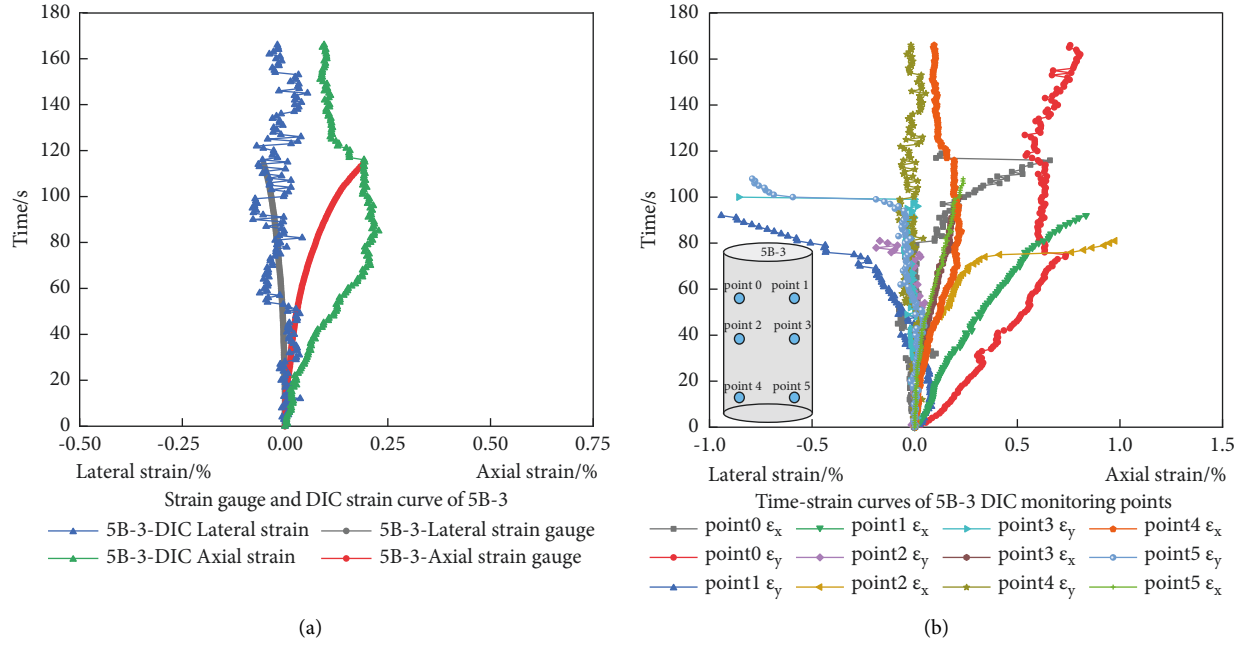 180
160
140
120
100
80
60
40
20
0
Time/s
-0.50
-0.25
0.00
0.25
0.50
0.75
Lateral strain/%
Axial strain/%
Strain gauge and DIC strain curve of 5B-3
5B-3-DIC Lateral strain
5B-3-Lateral strain gauge
5B-3-DIC Axial strain
5B-3-Axial strain gauge
(a)
180
160
140
120
100
80
60
40
20
0
Time/s
5B-3
point 0
point 1
point 2
point 3
point 4
point 5
-1.0
-0.5
0.0
0.5
1.0
1.5
Lateral strain/%
Axial strain/%
Time-strain curves of 5B-3 DIC monitoring points
point0 εx
point1 εx
point3 εy
point4 εx
point0 εy
point2 εy
point3 εx
point5 εy
point1 εy
point2 εx
point4 εy
point5 εx
(b)